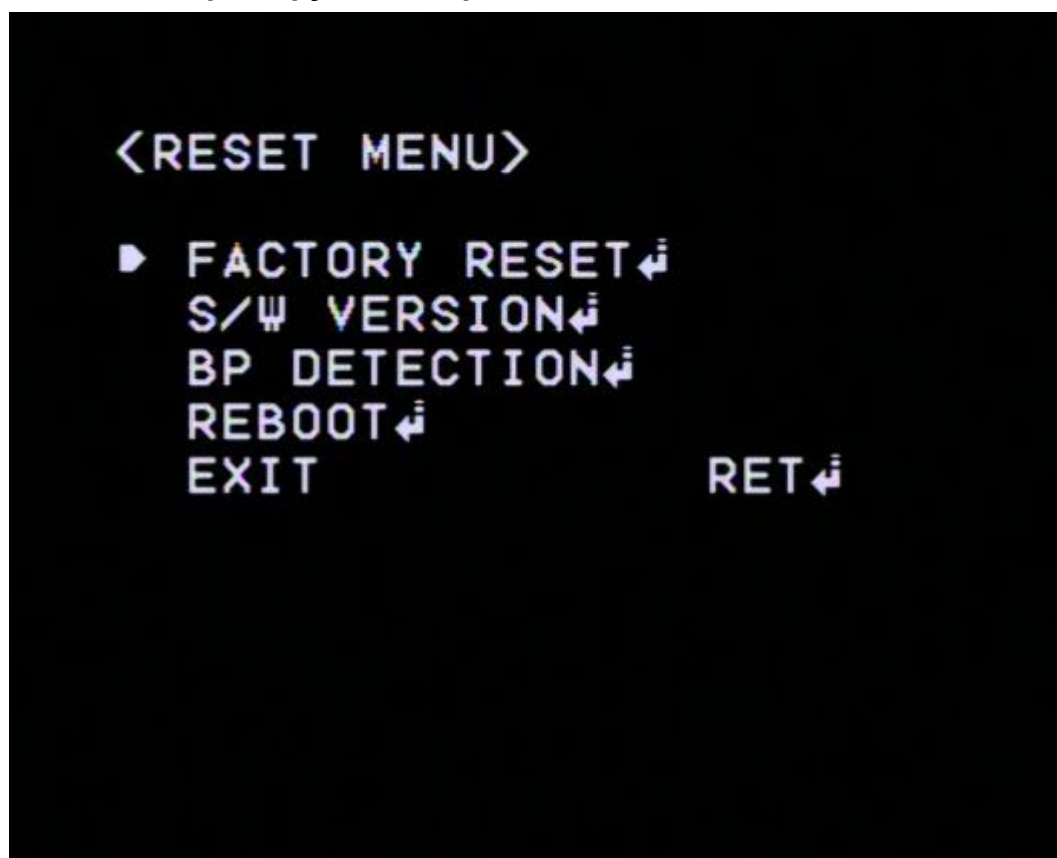 <RESET MENU>
FACTORY RESET↵
S/W VERSION↵
BP DETECTION↵
REBOOT↵
EXIT RET↵